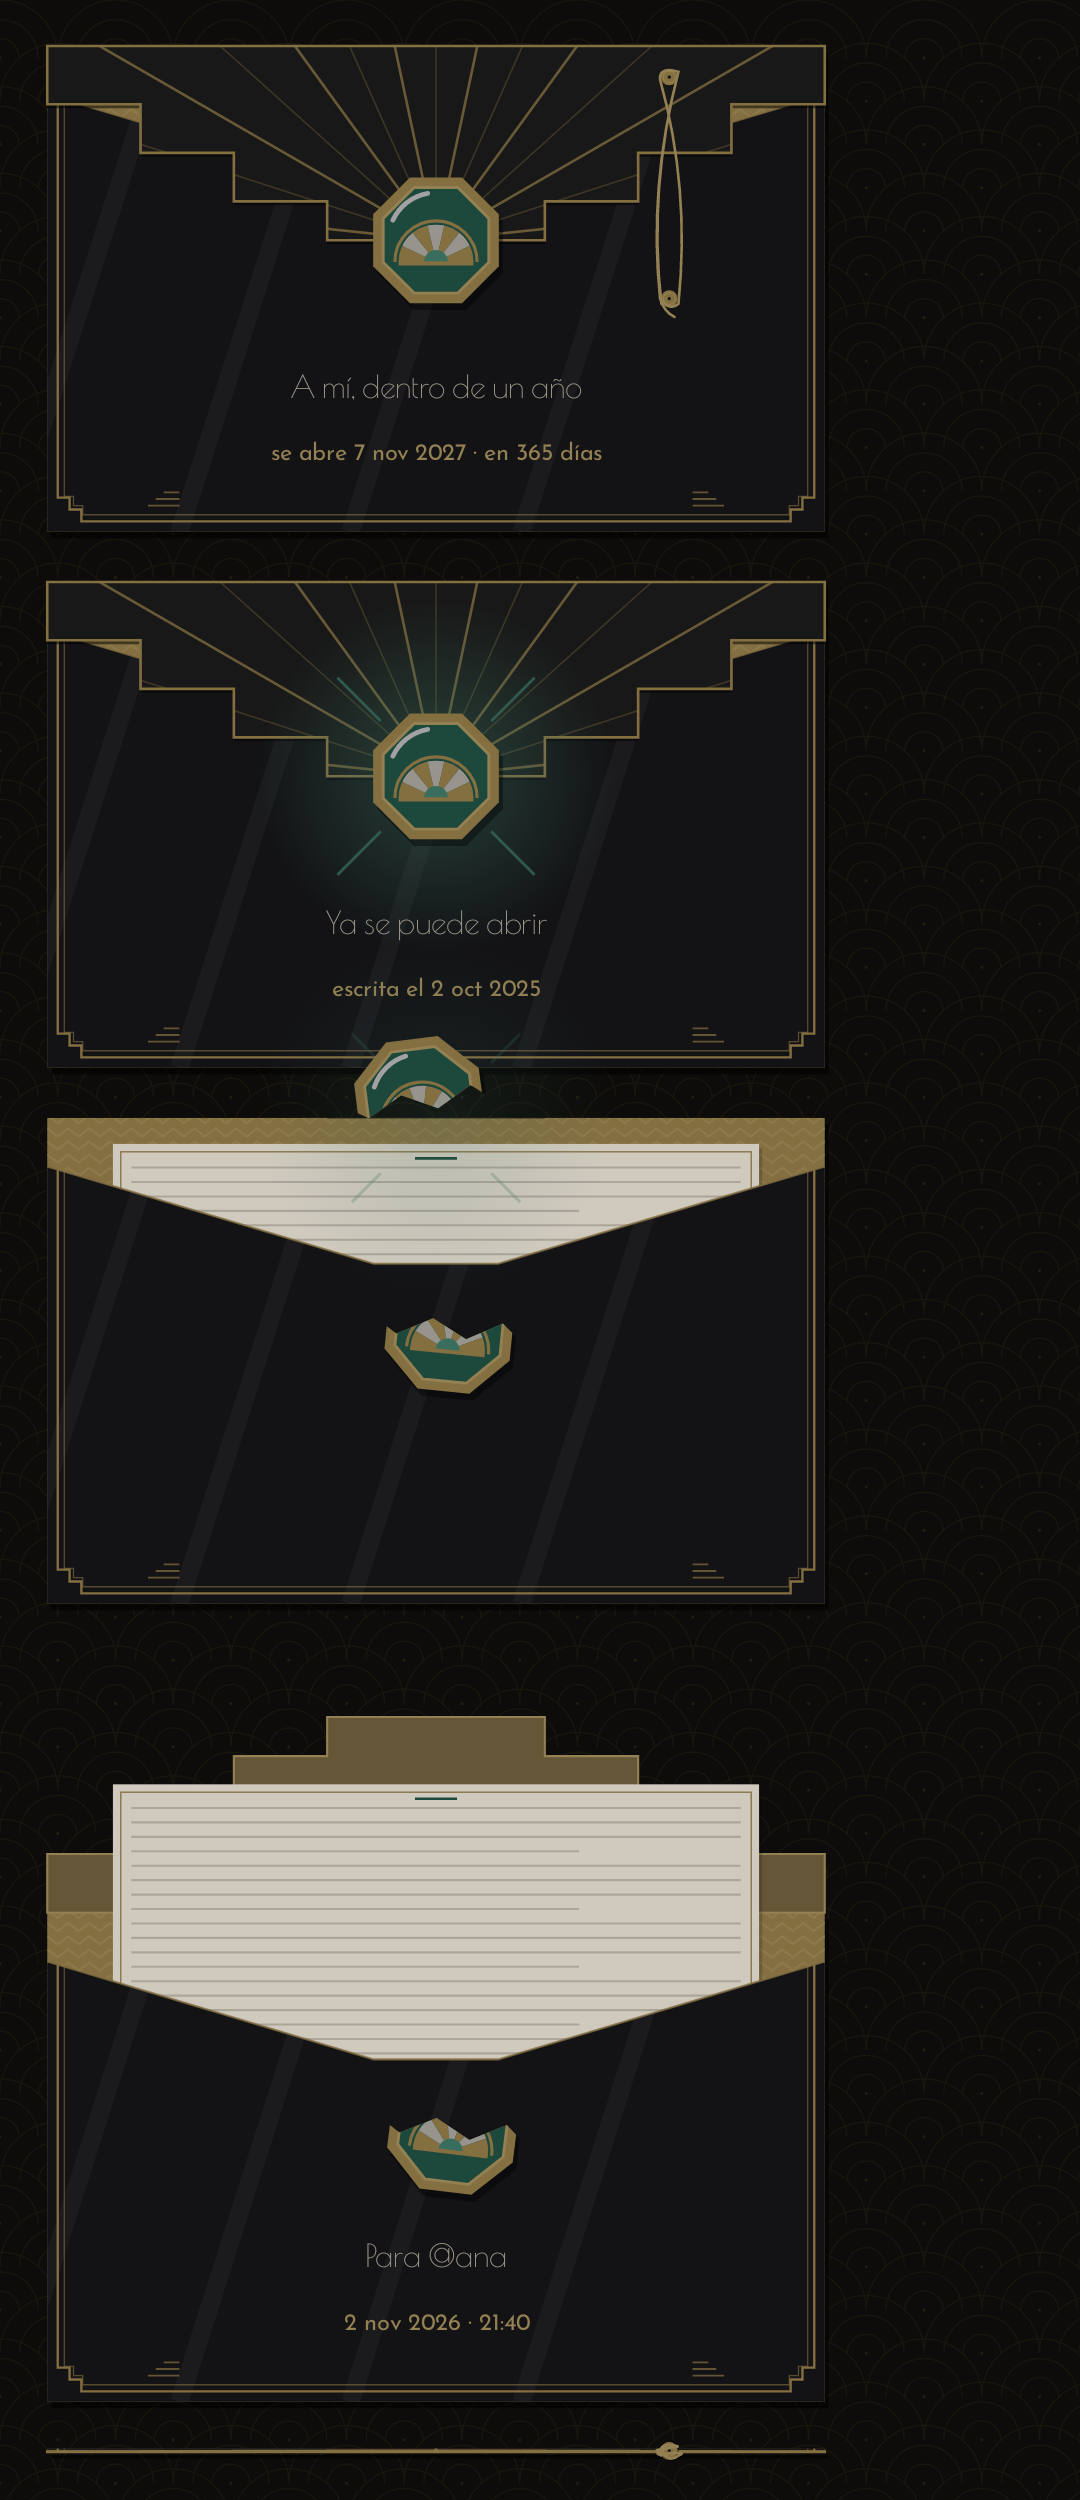 A mí, dentro de un año
se abre 7 nov 2027 · en 365 días
Ya se puede abrir
escrita el 2 oct 2025
Para @ana
2 nov 2026 · 21:40